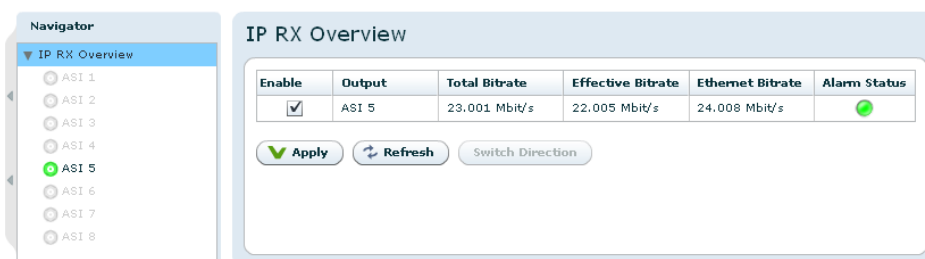 Navigator
IP RX Overview
ASI 1
ASI 2
ASI 3
ASI 4
ASI 5
ASI 6
ASI 7
ASI 8
IP RX Overview
Enable Output Total Bitrate Effective Bitrate Ethernet Bitrate Alarm Status
ASI 5 23.001 Mbit/s 22.005 Mbit/s 24.008 Mbit/s
Apply Refresh Switch Direction